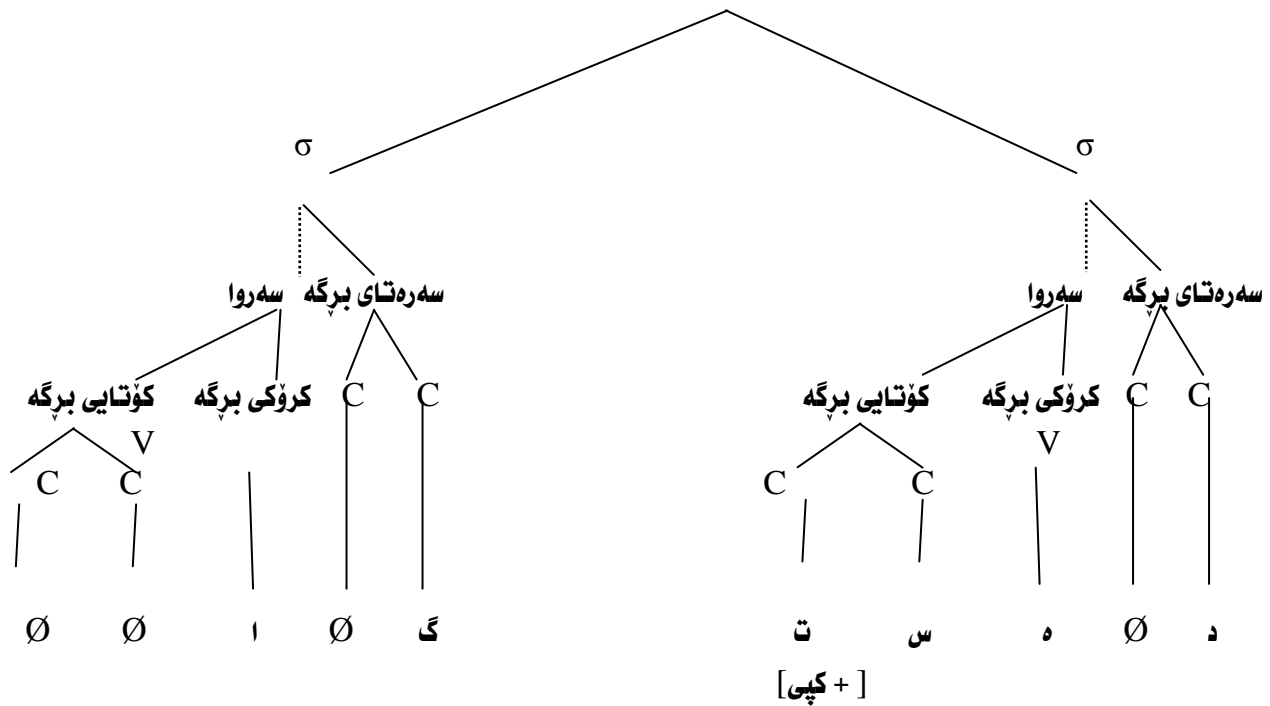 σ σ
سەرەتای بڕگە سەروا سەرەتای بڕگە سەروا
C C کرۆکی بڕگە کۆتایی بڕگە C C کرۆکی بڕگە کۆتایی بڕگە
V V
C C C C
د Ø ە س ت گ Ø ا Ø Ø
[ + کپی]